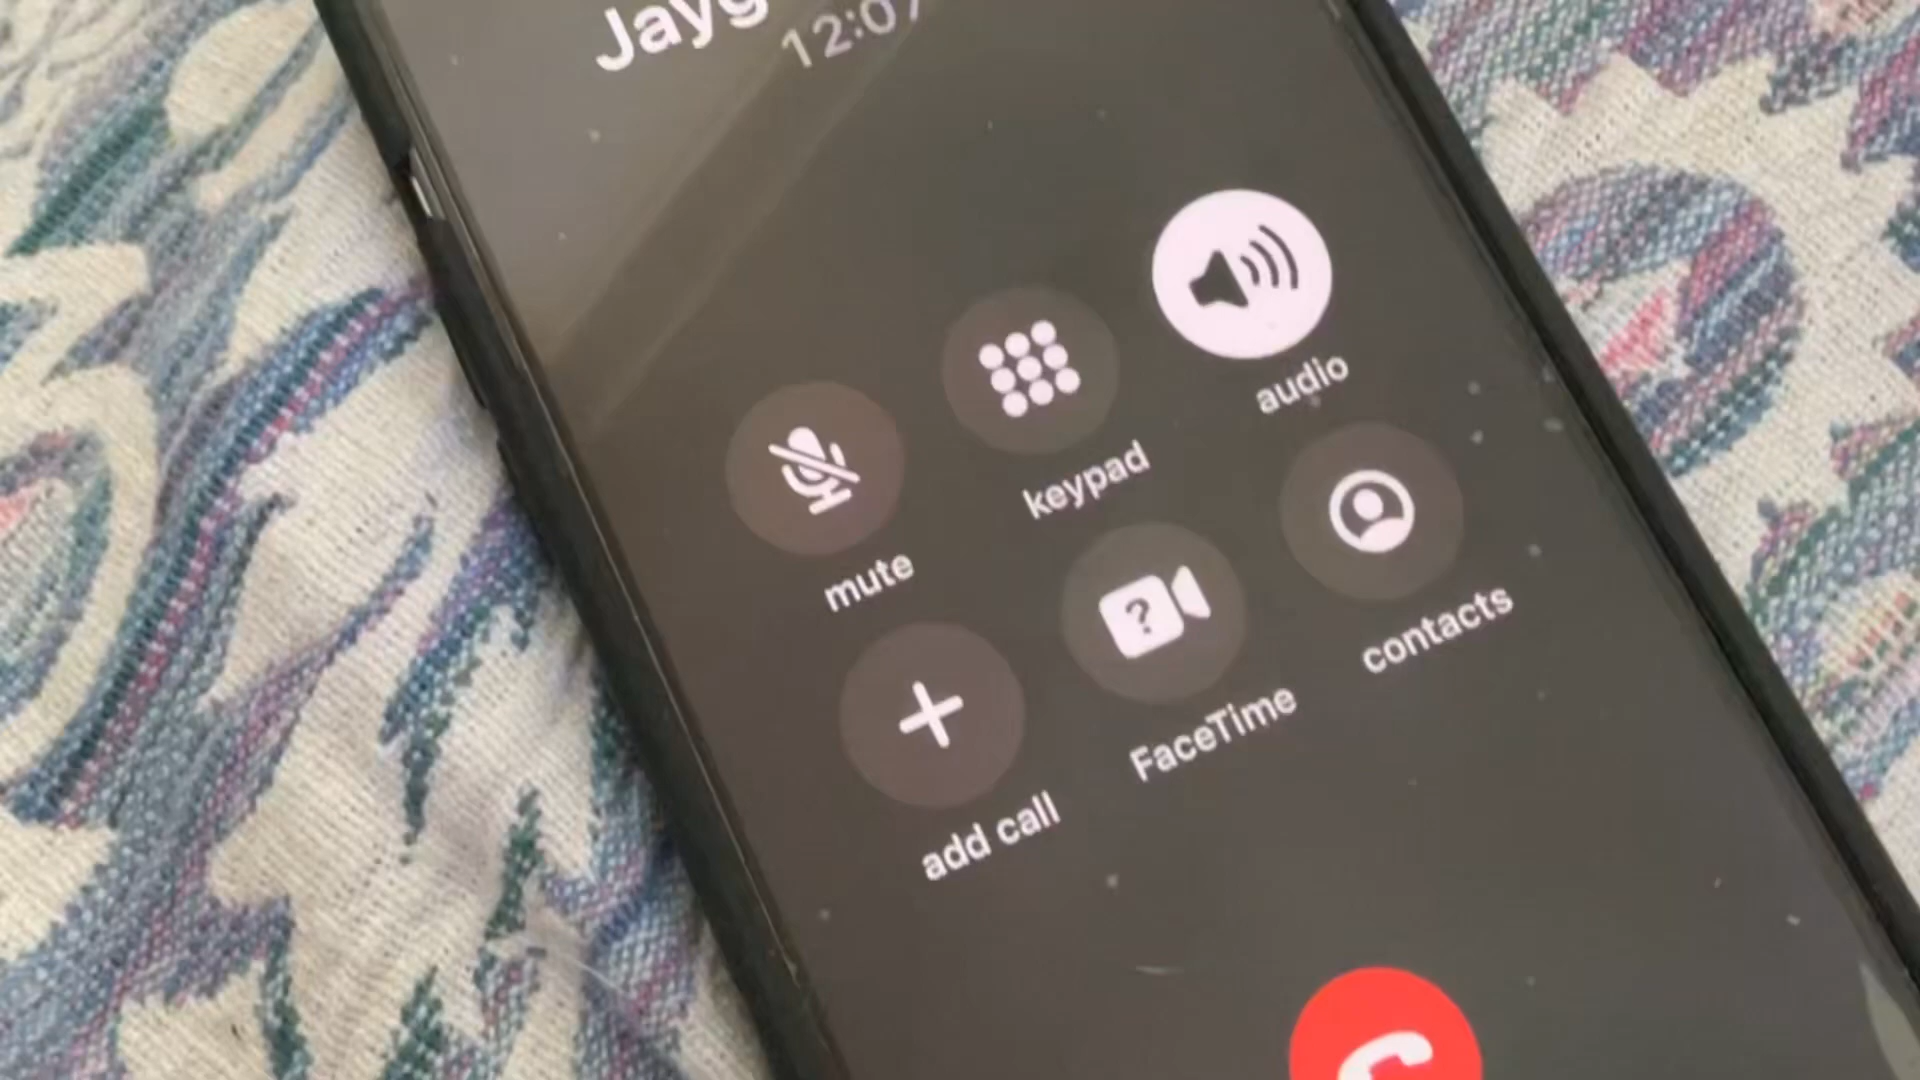 12:07
audio
keypad
mute
contacts
FaceTime
add call